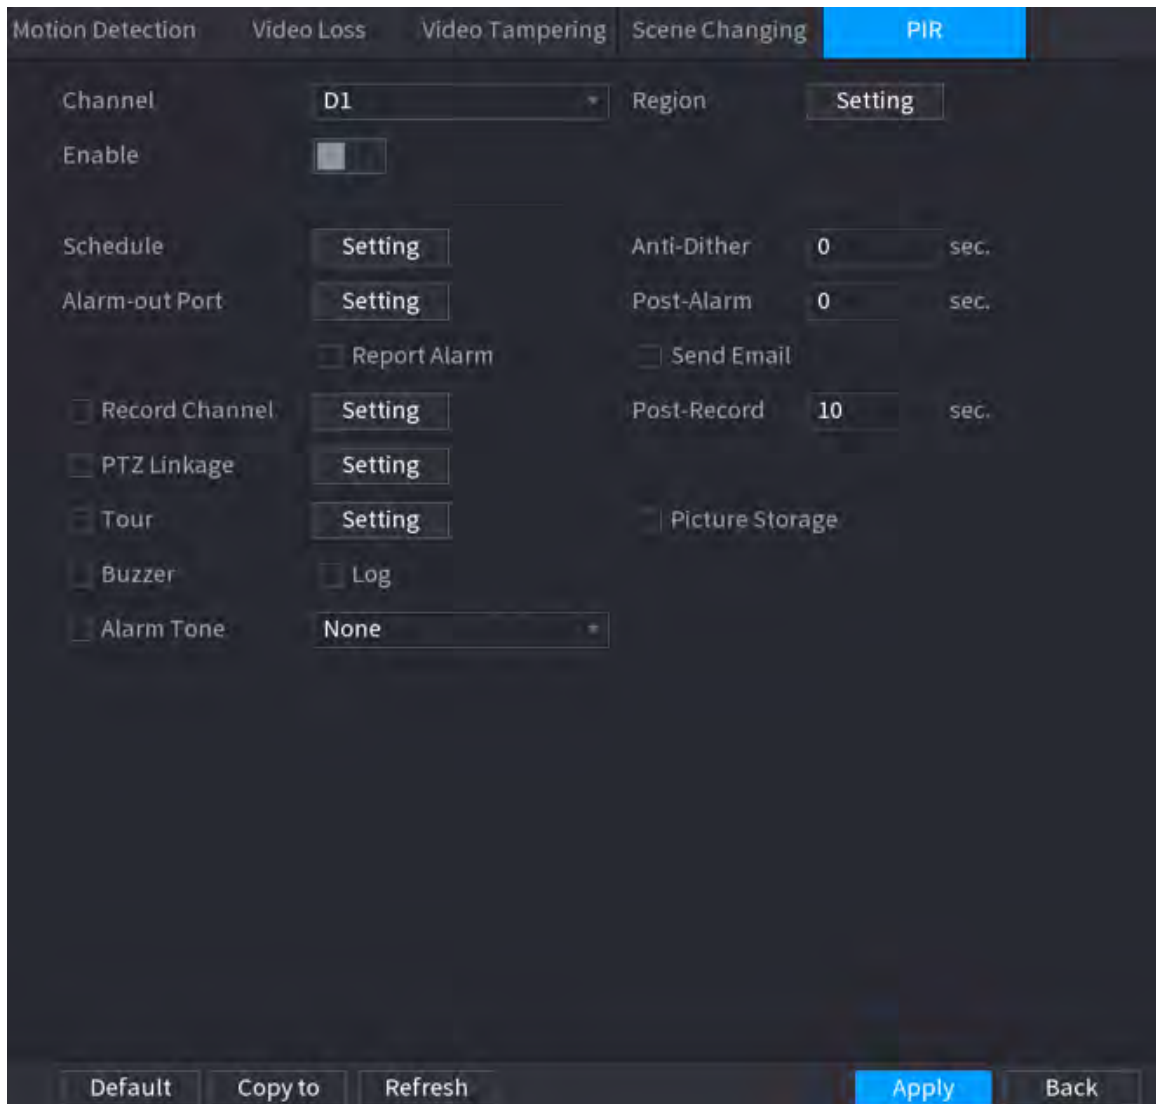 Motion Detection Video Loss Video Tampering Scene Changing PIR
Channel D1 Region Setting
Enable
Schedule Setting Anti-Dither 0 sec.
Alarm-out Port Setting Post-Alarm 0 sec.
Report Alarm Send Email
Record Channel Setting Post-Record 10 sec.
PTZ Linkage Setting
Tour Setting Picture Storage
Buzzer Log
Alarm Tone None
Default Copy to Refresh Apply Back